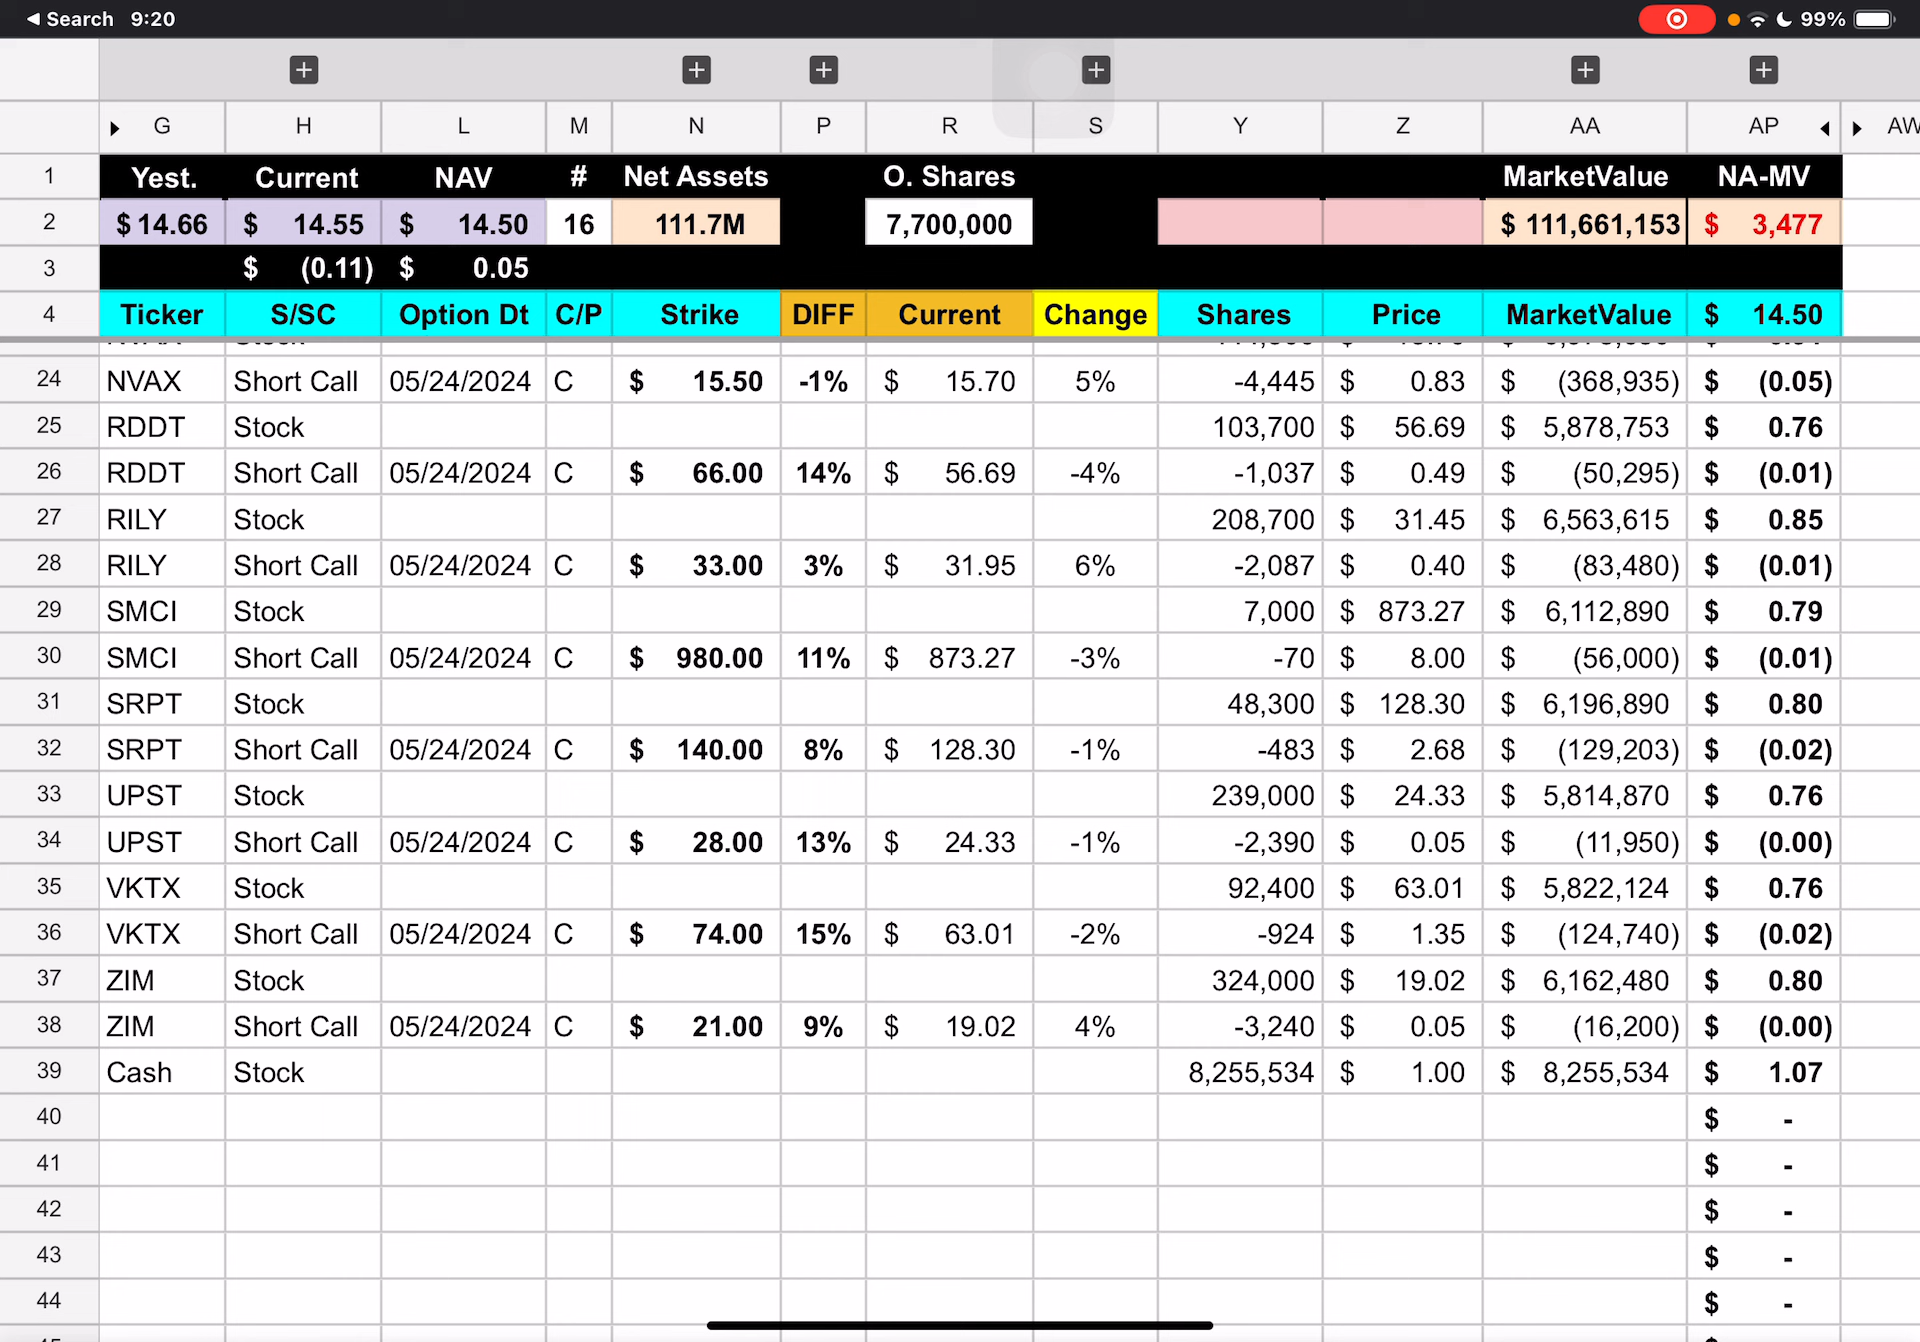 ◀ Search 9:20 99%
G H L M N P R S Y Z AA AP AW
1 Yest. Current NAV # Net Assets O. Shares MarketValue NA-MV
2 $ 14.66 $ 14.55 $ 14.50 16 111.7M 7,700,000 $ 111,661,153 $ 3,477
3 $ (0.11) $ 0.05
4 Ticker S/SC Option Dt C/P Strike DIFF Current Change Shares Price MarketValue $ 14.50
24 NVAX Short Call 05/24/2024 C $ 15.50 -1% $ 15.70 5% -4,445 $ 0.83 $ (368,935) $ (0.05)
25 RDDT Stock 103,700 $ 56.69 $ 5,878,753 $ 0.76
26 RDDT Short Call 05/24/2024 C $ 66.00 14% $ 56.69 -4% -1,037 $ 0.49 $ (50,295) $ (0.01)
27 RILY Stock 208,700 $ 31.45 $ 6,563,615 $ 0.85
28 RILY Short Call 05/24/2024 C $ 33.00 3% $ 31.95 6% -2,087 $ 0.40 $ (83,480) $ (0.01)
29 SMCI Stock 7,000 $ 873.27 $ 6,112,890 $ 0.79
30 SMCI Short Call 05/24/2024 C $ 980.00 11% $ 873.27 -3% -70 $ 8.00 $ (56,000) $ (0.01)
31 SRPT Stock 48,300 $ 128.30 $ 6,196,890 $ 0.80
32 SRPT Short Call 05/24/2024 C $ 140.00 8% $ 128.30 -1% -483 $ 2.68 $ (129,203) $ (0.02)
33 UPST Stock 239,000 $ 24.33 $ 5,814,870 $ 0.76
34 UPST Short Call 05/24/2024 C $ 28.00 13% $ 24.33 -1% -2,390 $ 0.05 $ (11,950) $ (0.00)
35 VKTX Stock 92,400 $ 63.01 $ 5,822,124 $ 0.76
36 VKTX Short Call 05/24/2024 C $ 74.00 15% $ 63.01 -2% -924 $ 1.35 $ (124,740) $ (0.02)
37 ZIM Stock 324,000 $ 19.02 $ 6,162,480 $ 0.80
38 ZIM Short Call 05/24/2024 C $ 21.00 9% $ 19.02 4% -3,240 $ 0.05 $ (16,200) $ (0.00)
39 Cash Stock 8,255,534 $ 1.00 $ 8,255,534 $ 1.07
40 $ -
41 $ -
42 $ -
43 $ -
44 $ -